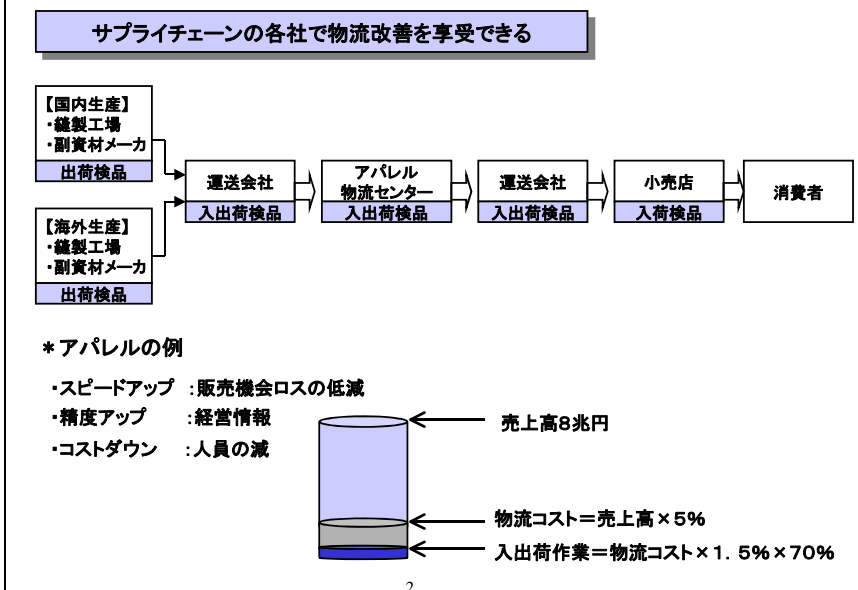 サプライチェーンの各社で物流改善を享受できる
【国内生産】
・縫製工場
・副資材メーカ
出荷検品
【海外生産】
・縫製工場
・副資材メーカ
出荷検品
運送会社
入出荷検品
アパレル
物流センター
入出荷検品
運送会社
入出荷検品
小売店
入荷検品
消費者
＊アパレルの例
・スピードアップ ：販売機会ロスの低減
・精度アップ ：経営情報
・コストダウン ：人員の減
売上高8兆円
物流コスト＝売上高×5％
入出荷作業＝物流コスト×1．5％×70％
2